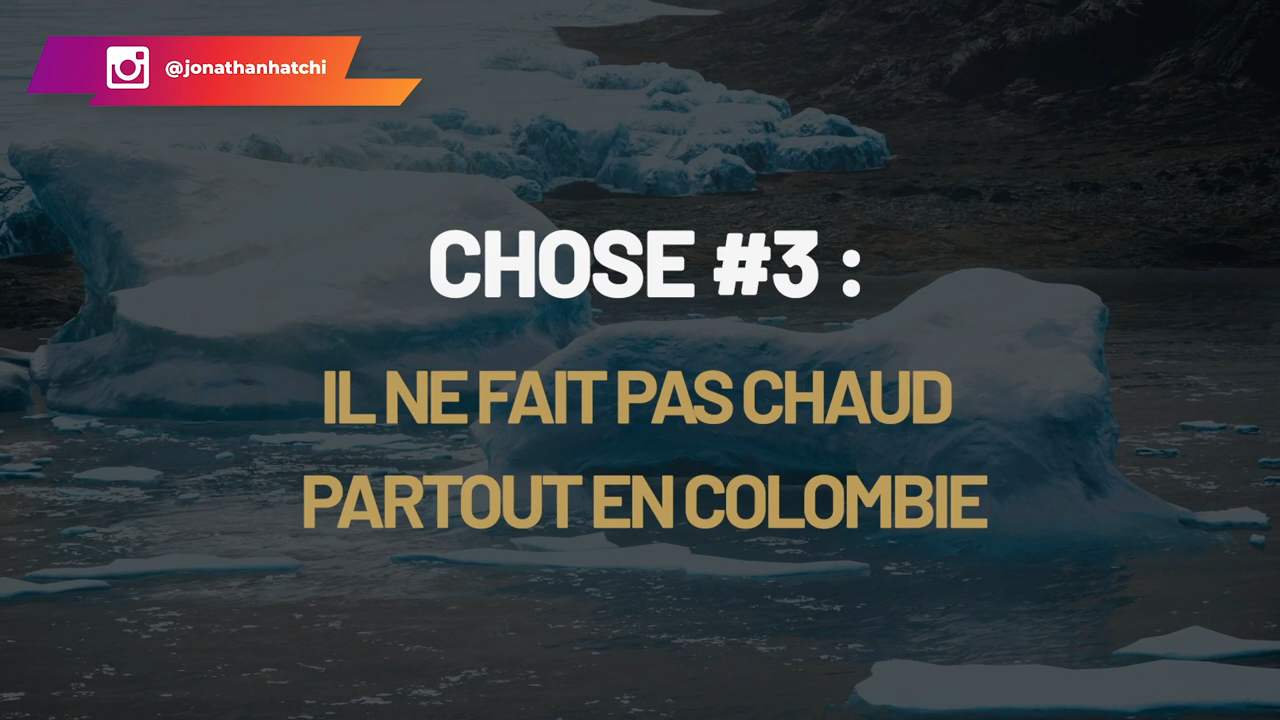 @jonathanhatchi
CHOSE #3 :
IL NE FAIT PAS CHAUD
PARTOUT EN COLOMBIE